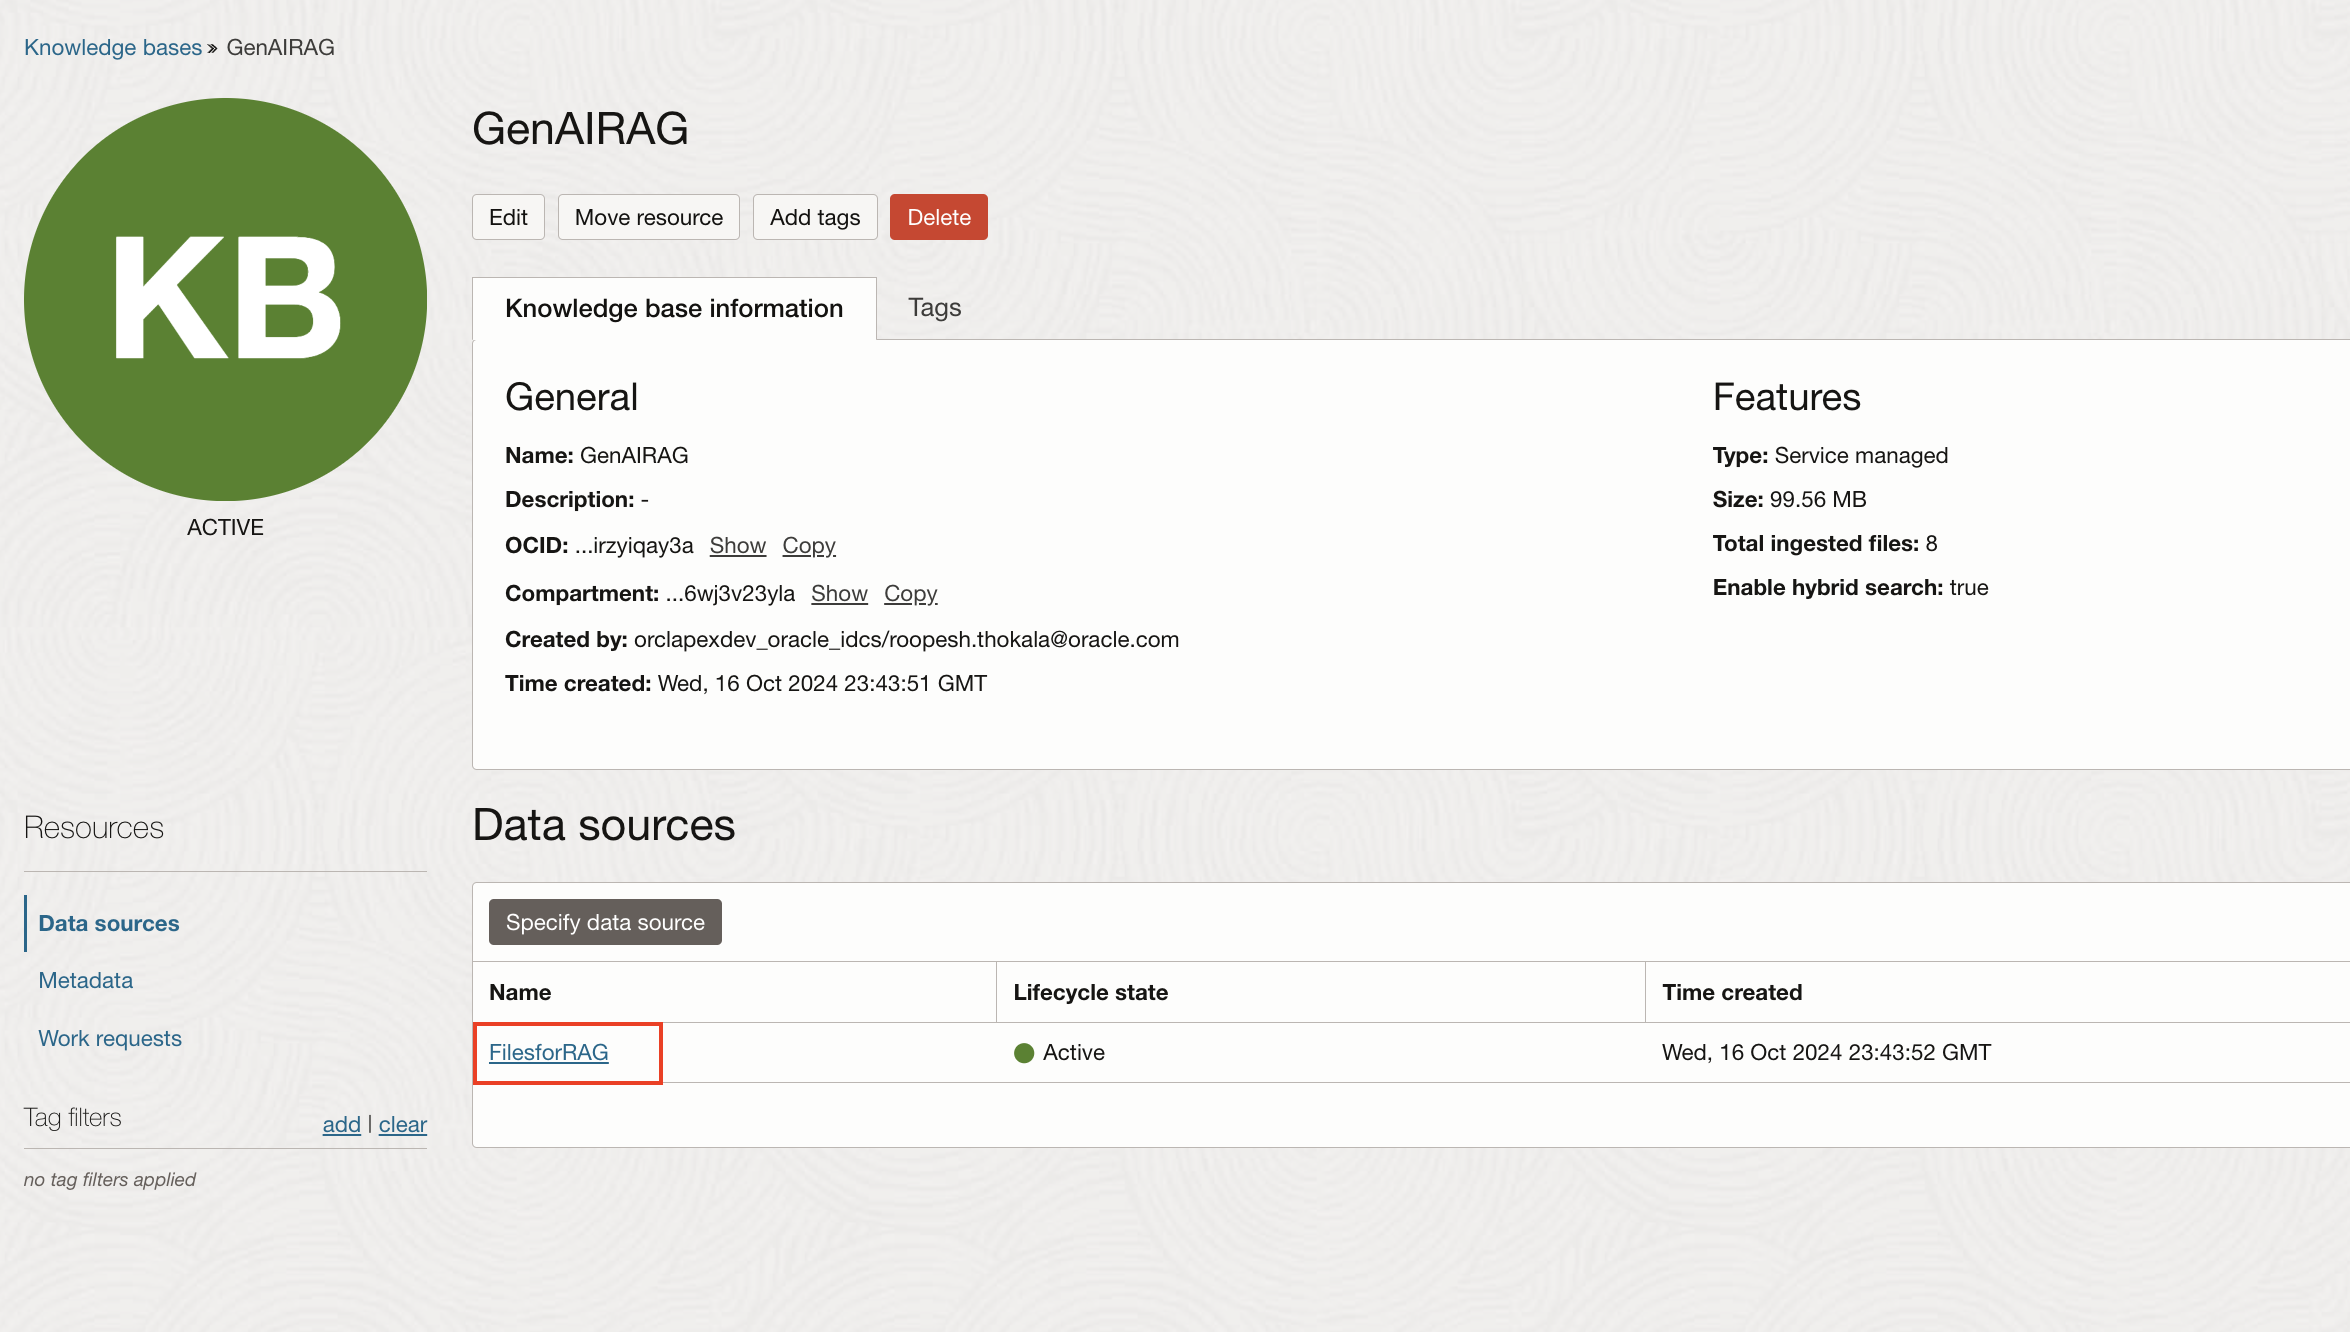 Knowledge bases » GenAIRAG
KB
ACTIVE
GenAIRAG
Edit Move resource Add tags Delete
Knowledge base information Tags
General
Name: GenAIRAG
Description: -
OCID: ...irzyiqay3a Show Copy
Compartment: ...6wj3v23yla Show Copy
Created by: orclapexdev_oracle_idcs/roopesh.thokala@oracle.com
Time created: Wed, 16 Oct 2024 23:43:51 GMT
Features
Type: Service managed
Size: 99.56 MB
Total ingested files: 8
Enable hybrid search: true
Resources
Data sources
Metadata
Work requests
Tag filters add | clear
no tag filters applied
Data sources
Specify data source
Name Lifecycle state Time created
FilesforRAG Active Wed, 16 Oct 2024 23:43:52 GMT